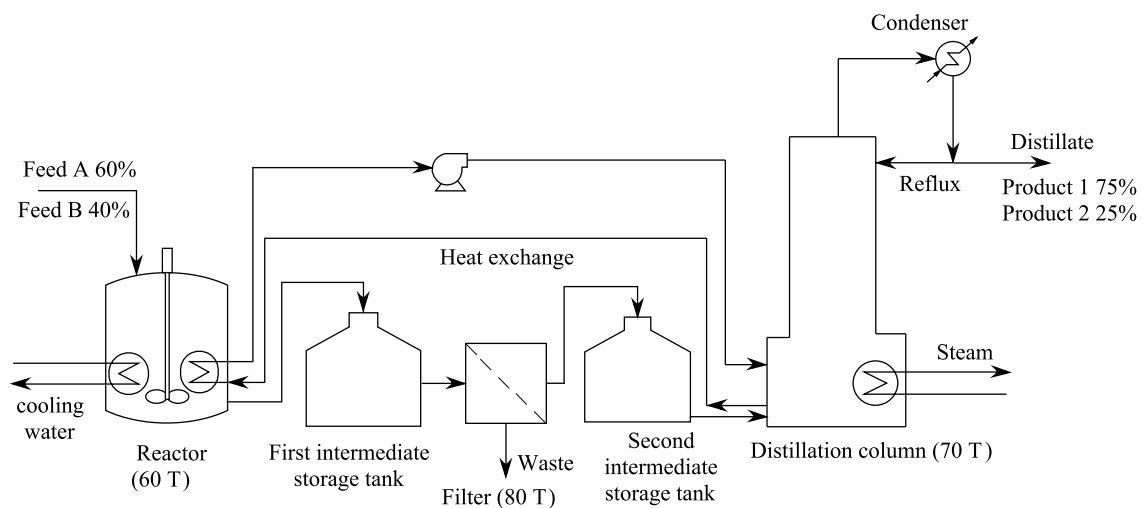 Condenser
Feed A 60%
Feed B 40%
Distillate
Reflux
Product 1 75%
Product 2 25%
Heat exchange
Steam
cooling
water
Reactor
(60 T)
First intermediate
storage tank
Waste
Filter (80 T)
Second
intermediate
storage tank
Distillation column (70 T)